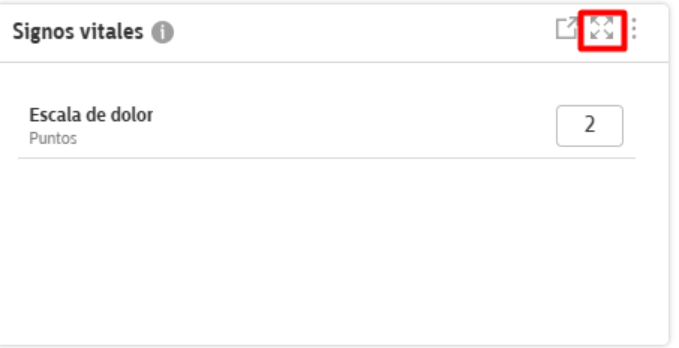 Signos vitales i
Escala de dolor
Puntos
2